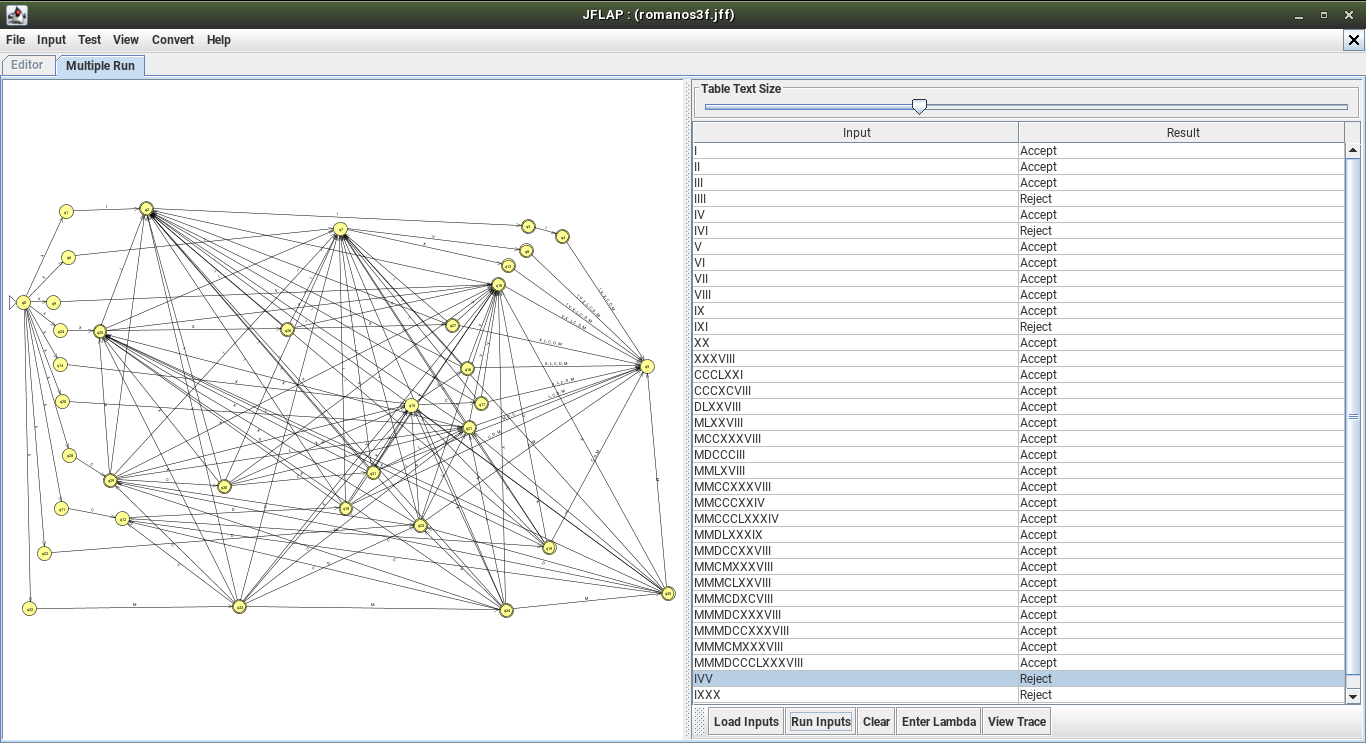 JFLAP : (romanos3f.jff)
File Input Test View Convert Help
Editor Multiple Run
Table Text Size
Input Result
I Accept
II Accept
III Accept
IIII Reject
IV Accept
IVI Reject
V Accept
VI Accept
VII Accept
VIII Accept
IX Accept
IXI Reject
XX Accept
XXXVIII Accept
CCCLXXI Accept
CCCXCVIII Accept
DLXXVIII Accept
MLXXVIII Accept
MCCXXXVIII Accept
MDCCCIII Accept
MMLXVIII Accept
MMCCXXXVIII Accept
MMCCCXXIV Accept
MMCCCLXXXIV Accept
MMDLXXXIX Accept
MMDCCXXVIII Accept
MMCMXXXVIII Accept
MMMCLXXVIII Accept
MMMCDXCVIII Accept
MMMDCXXXVIII Accept
MMMDCCXXXVIII Accept
MMMCMXXXVIII Accept
MMMDCCCLXXXVIII Accept
IVV Reject
IXXX Reject
Load Inputs Run Inputs Clear Enter Lambda View Trace